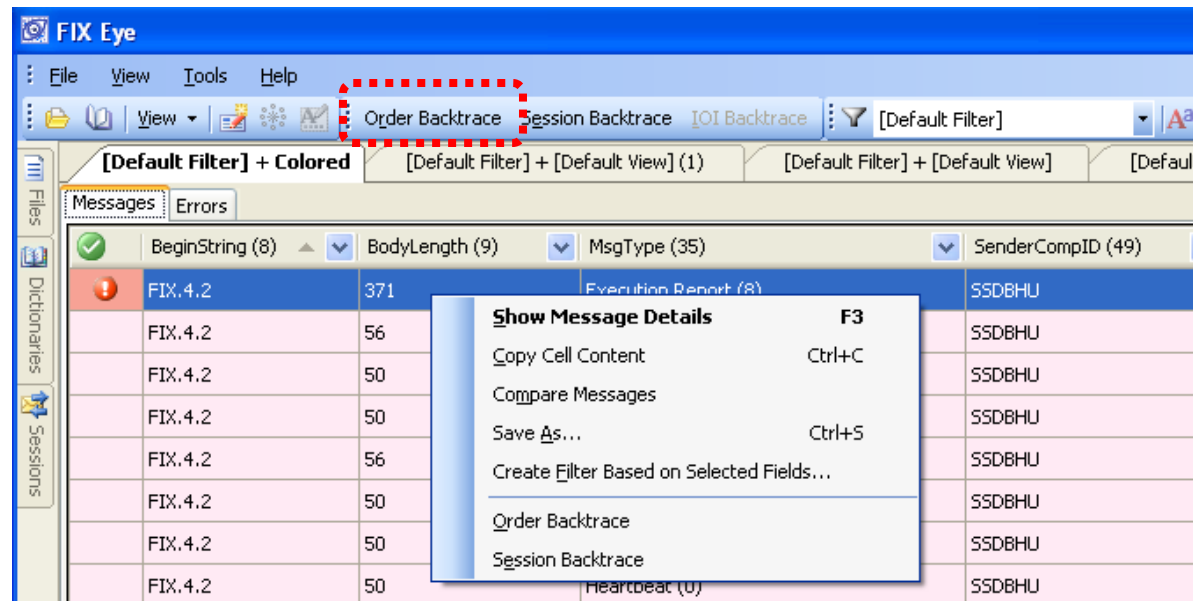 FIX Eye
File View Tools Help
View Order Backtrace Session Backtrace IOI Backtrace [Default Filter] Aa
[Default Filter] + Colored [Default Filter] + [Default View] (1) [Default Filter] + [Default View] [Defaul
Files
Dictionaries
Sessions
Messages Errors
BeginString (8) BodyLength (9) MsgType (35) SenderCompID (49)
FIX.4.2 371 Execution Report (8) SSDBHU
FIX.4.2 56 SSDBHU
FIX.4.2 50 SSDBHU
FIX.4.2 50 SSDBHU
FIX.4.2 56 SSDBHU
FIX.4.2 50 SSDBHU
FIX.4.2 50 SSDBHU
FIX.4.2 50 Heartbeat (0) SSDBHU
Show Message Details F3
Copy Cell Content Ctrl+C
Compare Messages
Save As... Ctrl+S
Create Filter Based on Selected Fields...
Order Backtrace
Session Backtrace